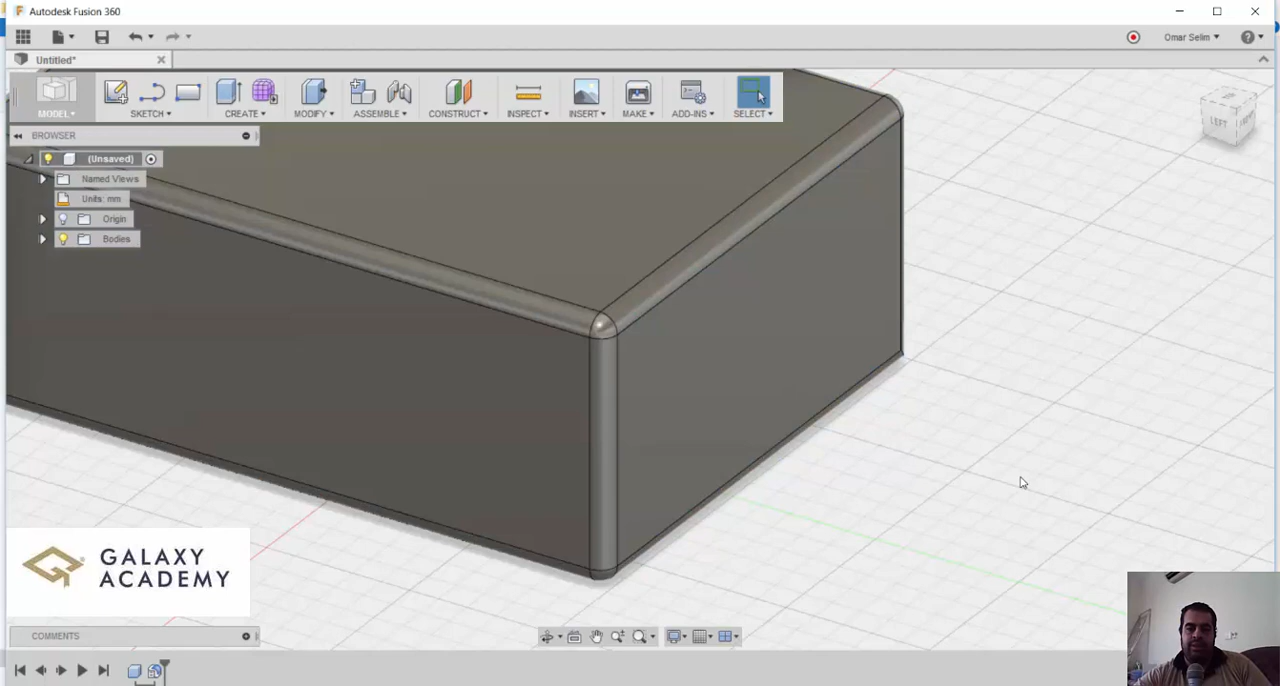 Autodesk Fusion 360
Omar Selim
Untitled*
MODEL
SKETCH
CREATE
MODIFY
ASSEMBLE
CONSTRUCT
INSPECT
INSERT
MAKE
ADD-INS
SELECT
BROWSER
(Unsaved)
Named Views
Units: mm
Origin
Bodies
LEFT
GALAXY
ACADEMY
COMMENTS